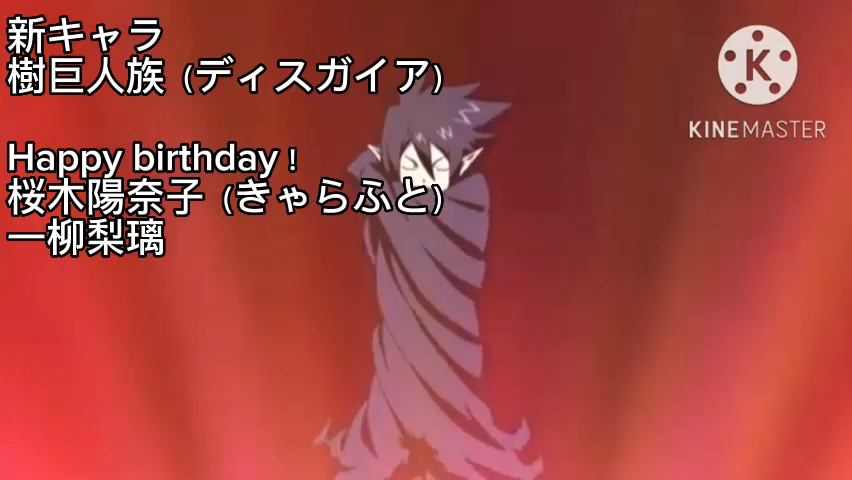 新キャラ
樹巨人族 (ディスガイア)
Happy birthday !
桜木陽奈子 (きゃらふと)
一柳梨璃
K
KINEMASTER